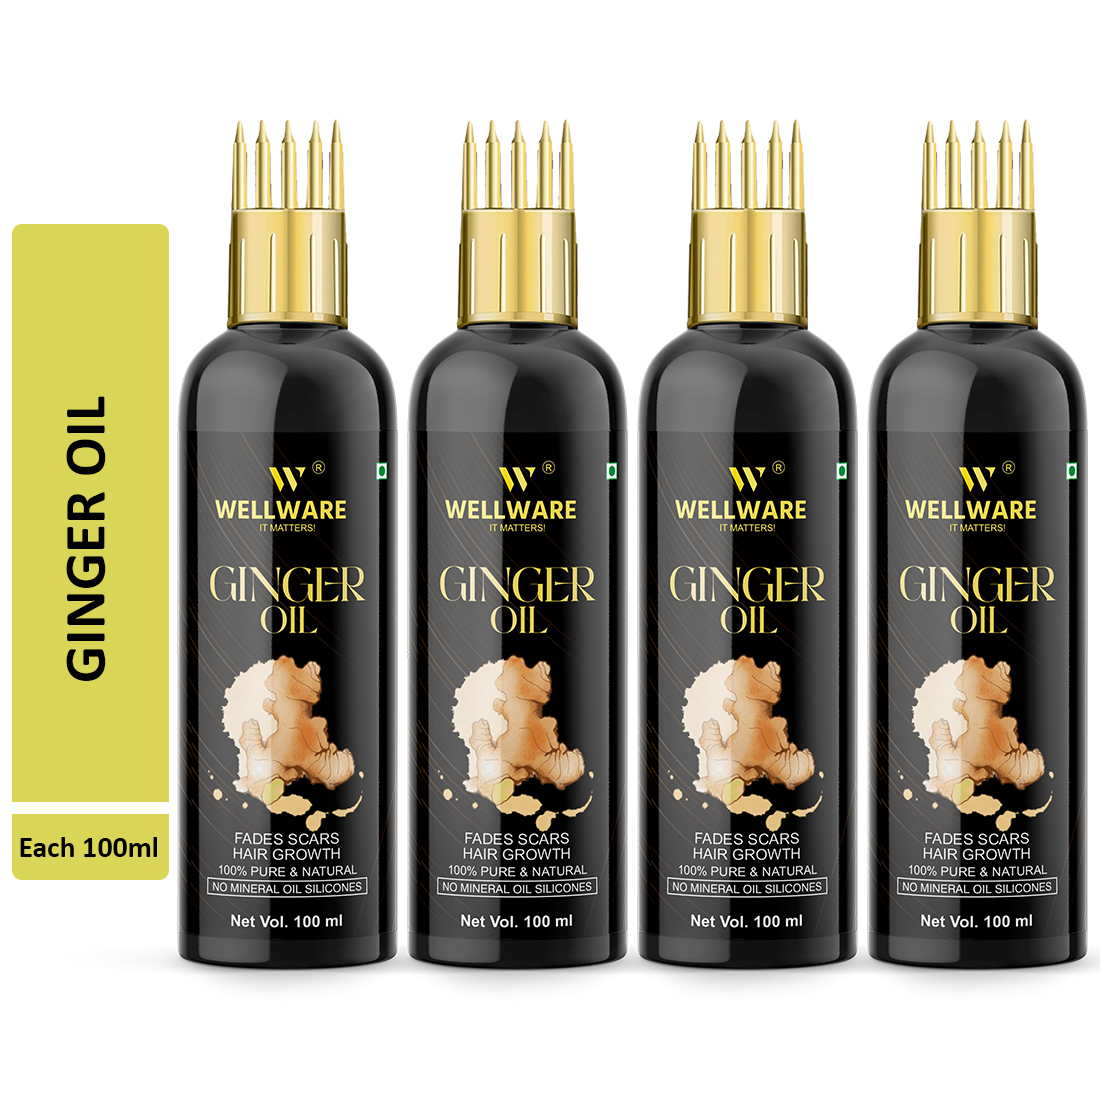 GINGER OIL
Each 100ml
W ®
WELLWARE
IT MATTERS!
GINGER
OIL
FADES SCARS
HAIR GROWTH
100% PURE & NATURAL
NO MINERAL OIL SILICONES
Net Vol. 100 ml
W ®
WELLWARE
IT MATTERS!
GINGER
OIL
FADES SCARS
HAIR GROWTH
100% PURE & NATURAL
NO MINERAL OIL SILICONES
Net Vol. 100 ml
W ®
WELLWARE
IT MATTERS!
GINGER
OIL
FADES SCARS
HAIR GROWTH
100% PURE & NATURAL
NO MINERAL OIL SILICONES
Net Vol. 100 ml
W ®
WELLWARE
IT MATTERS!
GINGER
OIL
FADES SCARS
HAIR GROWTH
100% PURE & NATURAL
NO MINERAL OIL SILICONES
Net Vol. 100 ml